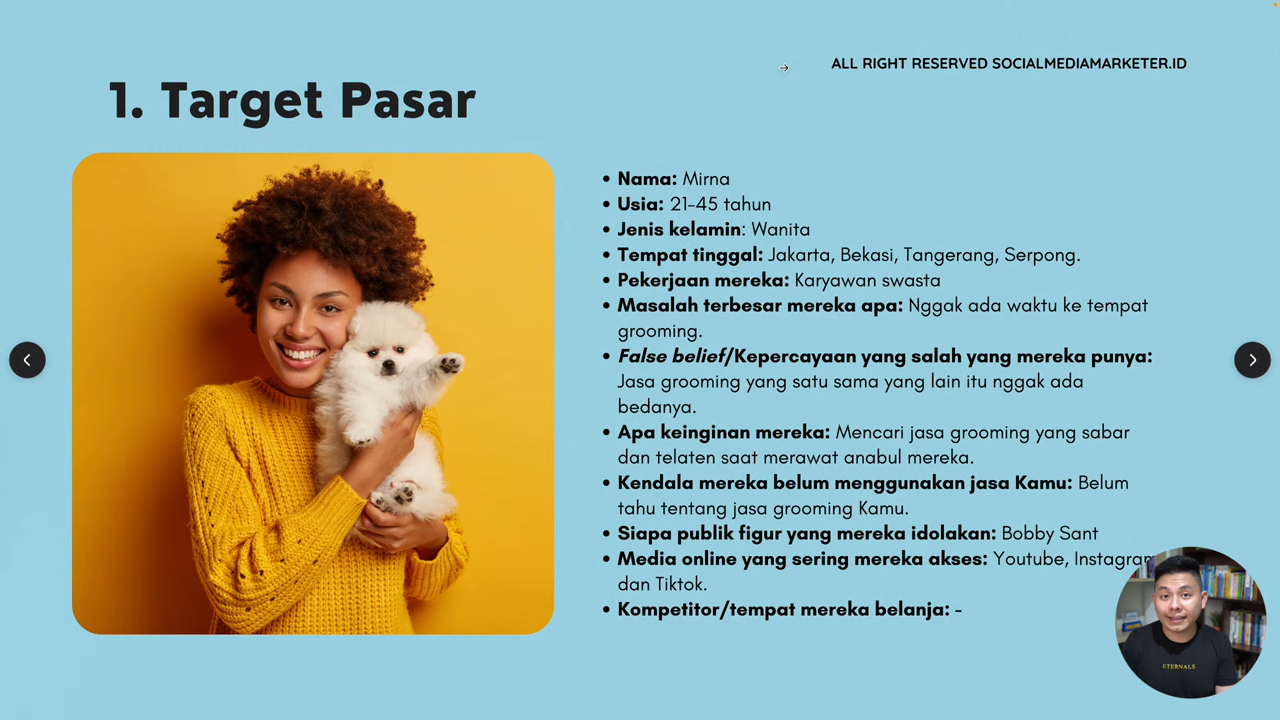 ALL RIGHT RESERVED SOCIALMEDIAMARKETER.ID
1. Target Pasar
• Nama: Mirna
• Usia: 21-45 tahun
• Jenis kelamin: Wanita
• Tempat tinggal: Jakarta, Bekasi, Tangerang, Serpong.
• Pekerjaan mereka: Karyawan swasta
• Masalah terbesar mereka apa: Nggak ada waktu ke tempat
grooming.
• False belief/Kepercayaan yang salah yang mereka punya:
Jasa grooming yang satu sama yang lain itu nggak ada
bedanya.
• Apa keinginan mereka: Mencari jasa grooming yang sabar
dan telaten saat merawat anabul mereka.
• Kendala mereka belum menggunakan jasa Kamu: Belum
tahu tentang jasa grooming Kamu.
• Siapa publik figur yang mereka idolakan: Bobby Sant
• Media online yang sering mereka akses: Youtube, Instagram
dan Tiktok.
• Kompetitor/tempat mereka belanja: -
ETERNALS